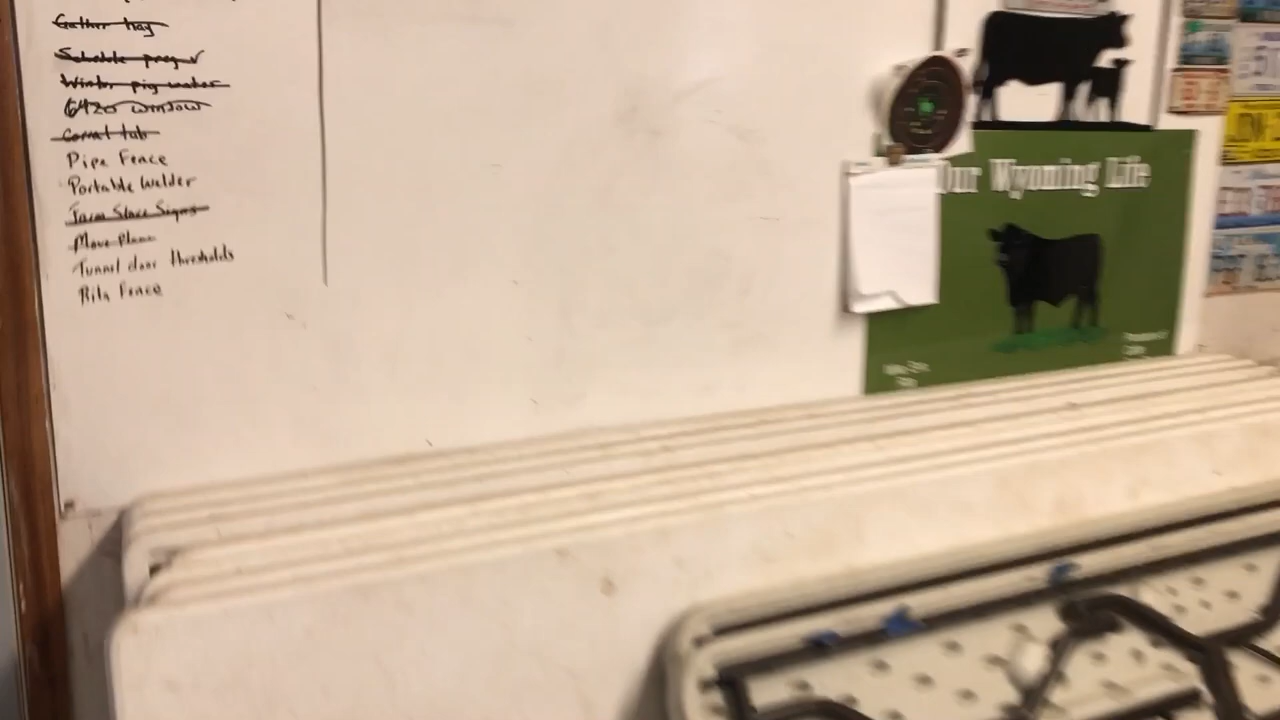 Gather hay
Schedule preg ✓
Winter pig water
6420 window
Corral tub
Pipe Fence
Portable Welder
Farm Store Signs
Move Plane
Tunnel door thresholds
Rita Fence
Our Wyoming Life